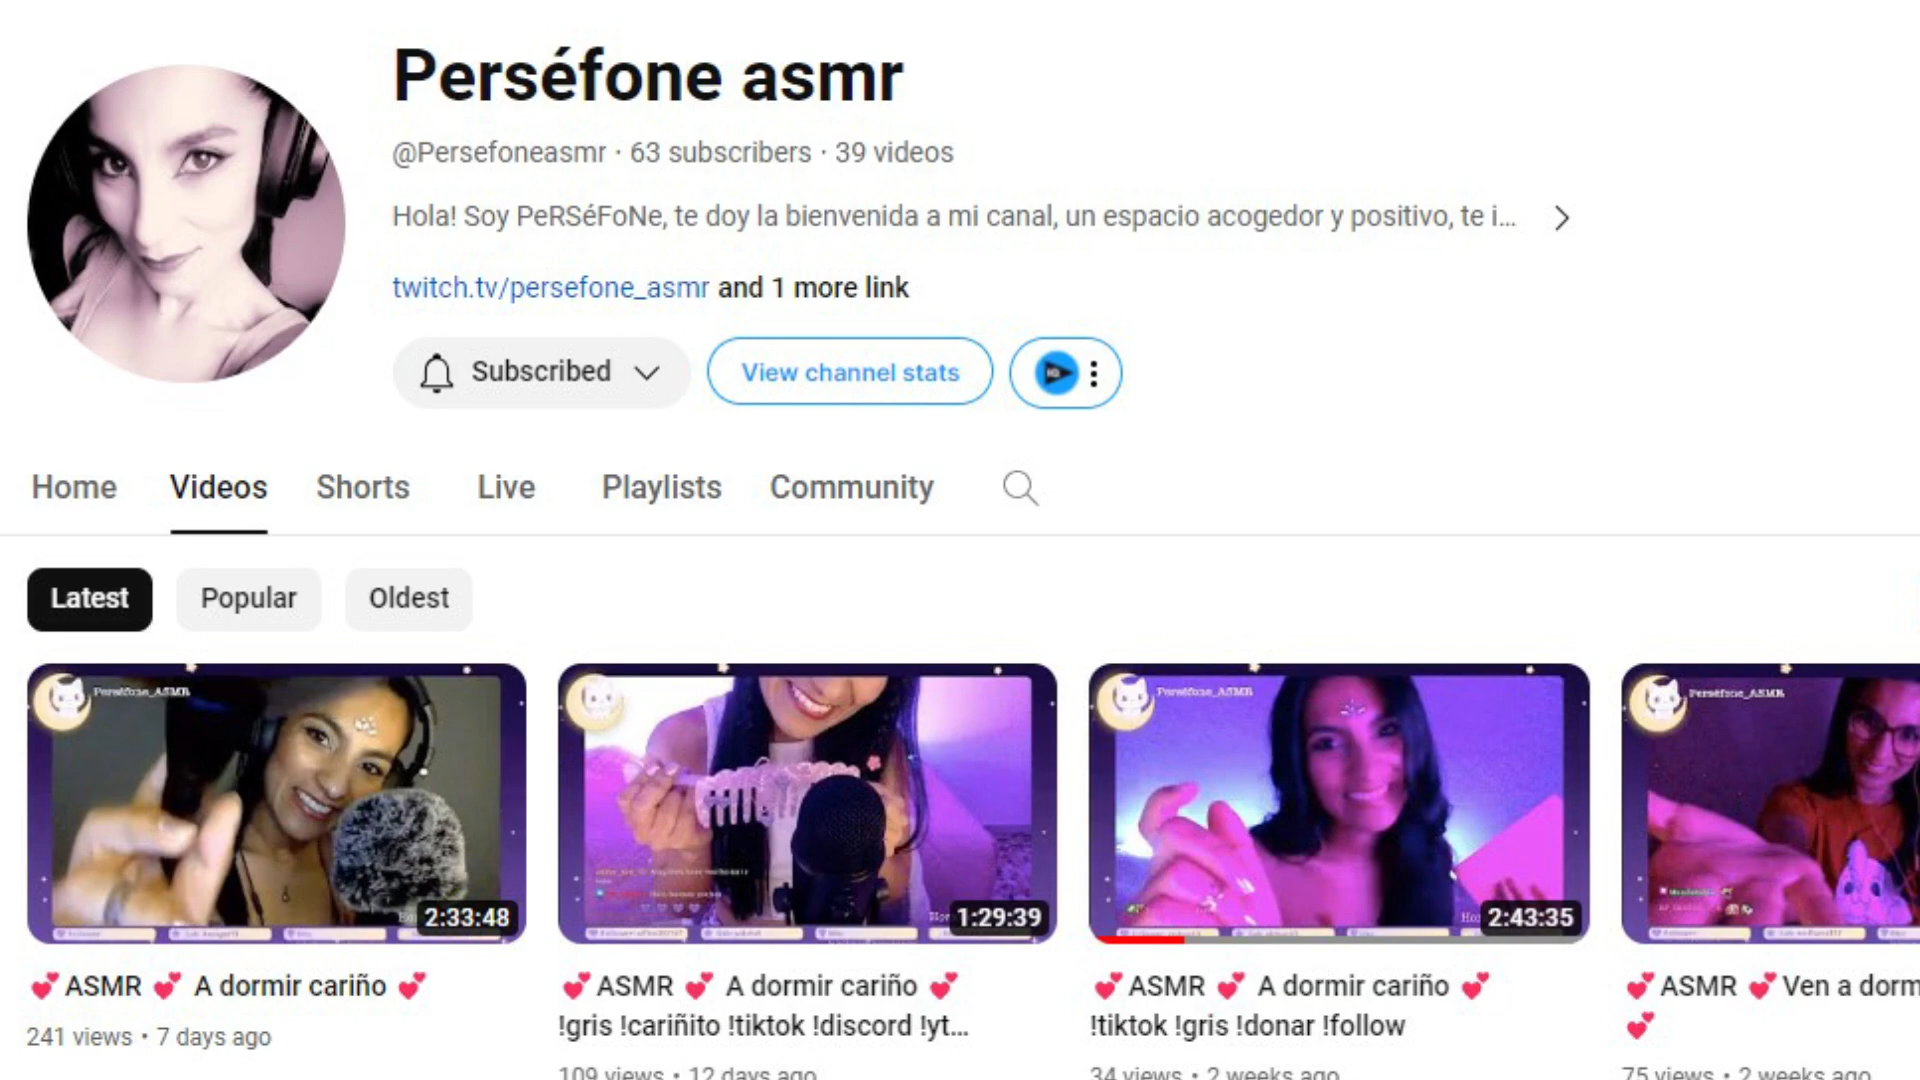 Perséfone asmr
@Persefoneasmr · 63 subscribers · 39 videos
Hola! Soy PeRSéFoNe, te doy la bienvenida a mi canal, un espacio acogedor y positivo, te i...
twitch.tv/persefone_asmr and 1 more link
Subscribed
View channel stats
Home Videos Shorts Live Playlists Community
Latest Popular Oldest
Perséfone_ASMR
Perséfone_ASMR
Perséfone_ASMR
2:33:48
1:29:39
2:43:35
💕ASMR 💕 A dormir cariño 💕
241 views • 7 days ago
💕ASMR 💕 A dormir cariño 💕
!gris !cariñito !tiktok !discord !yt...
109 views • 12 days ago
💕ASMR 💕 A dormir cariño 💕
!tiktok !gris !donar !follow
34 views • 2 weeks ago
💕ASMR 💕Ven a dorm
💕
75 views • 2 weeks ago